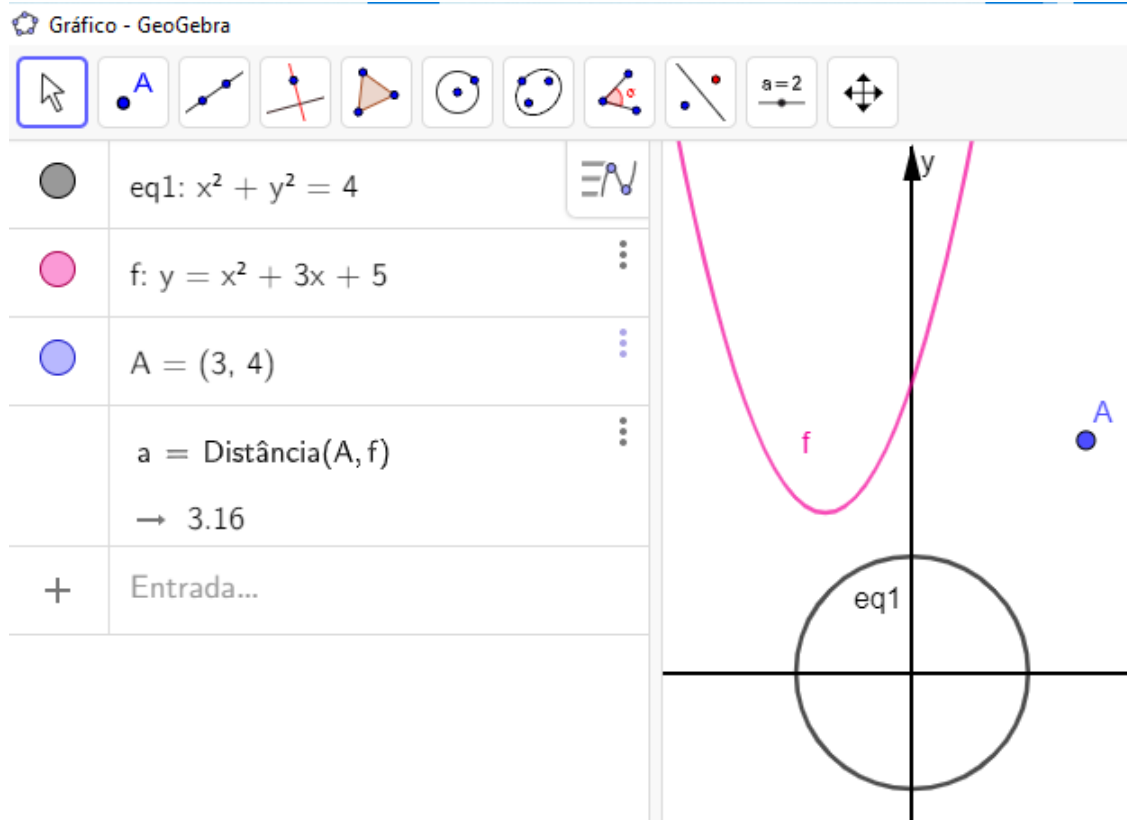 Gráfico - GeoGebra
A
α
a=2
eq1: x² + y² = 4
f: y = x² + 3x + 5
A = (3, 4)
a = Distância(A, f)
→ 3.16
+ Entrada...
y
A
f
eq1